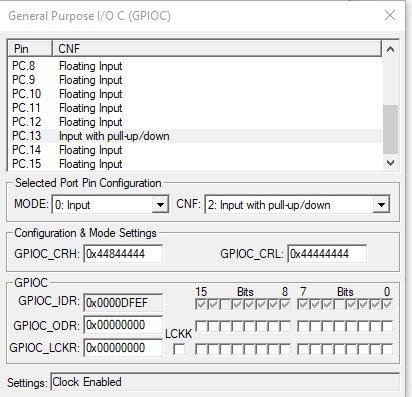 General Purpose I/O C (GPIOC)
Pin CNF
PC.8 Floating Input
PC.9 Floating Input
PC.10 Floating Input
PC.11 Floating Input
PC.12 Floating Input
PC.13 Input with pull-up/down
PC.14 Floating Input
PC.15 Floating Input
Selected Port Pin Configuration
MODE: 0: Input CNF: 2: Input with pull-up/down
Configuration & Mode Settings
GPIOC_CRH: 0x44844444 GPIOC_CRL: 0x44444444
GPIOC
15 Bits 8 7 Bits 0
GPIOC_IDR: 0x0000DFEF
GPIOC_ODR: 0x00000000
LCKK
GPIOC_LCKR: 0x00000000
Settings: Clock Enabled